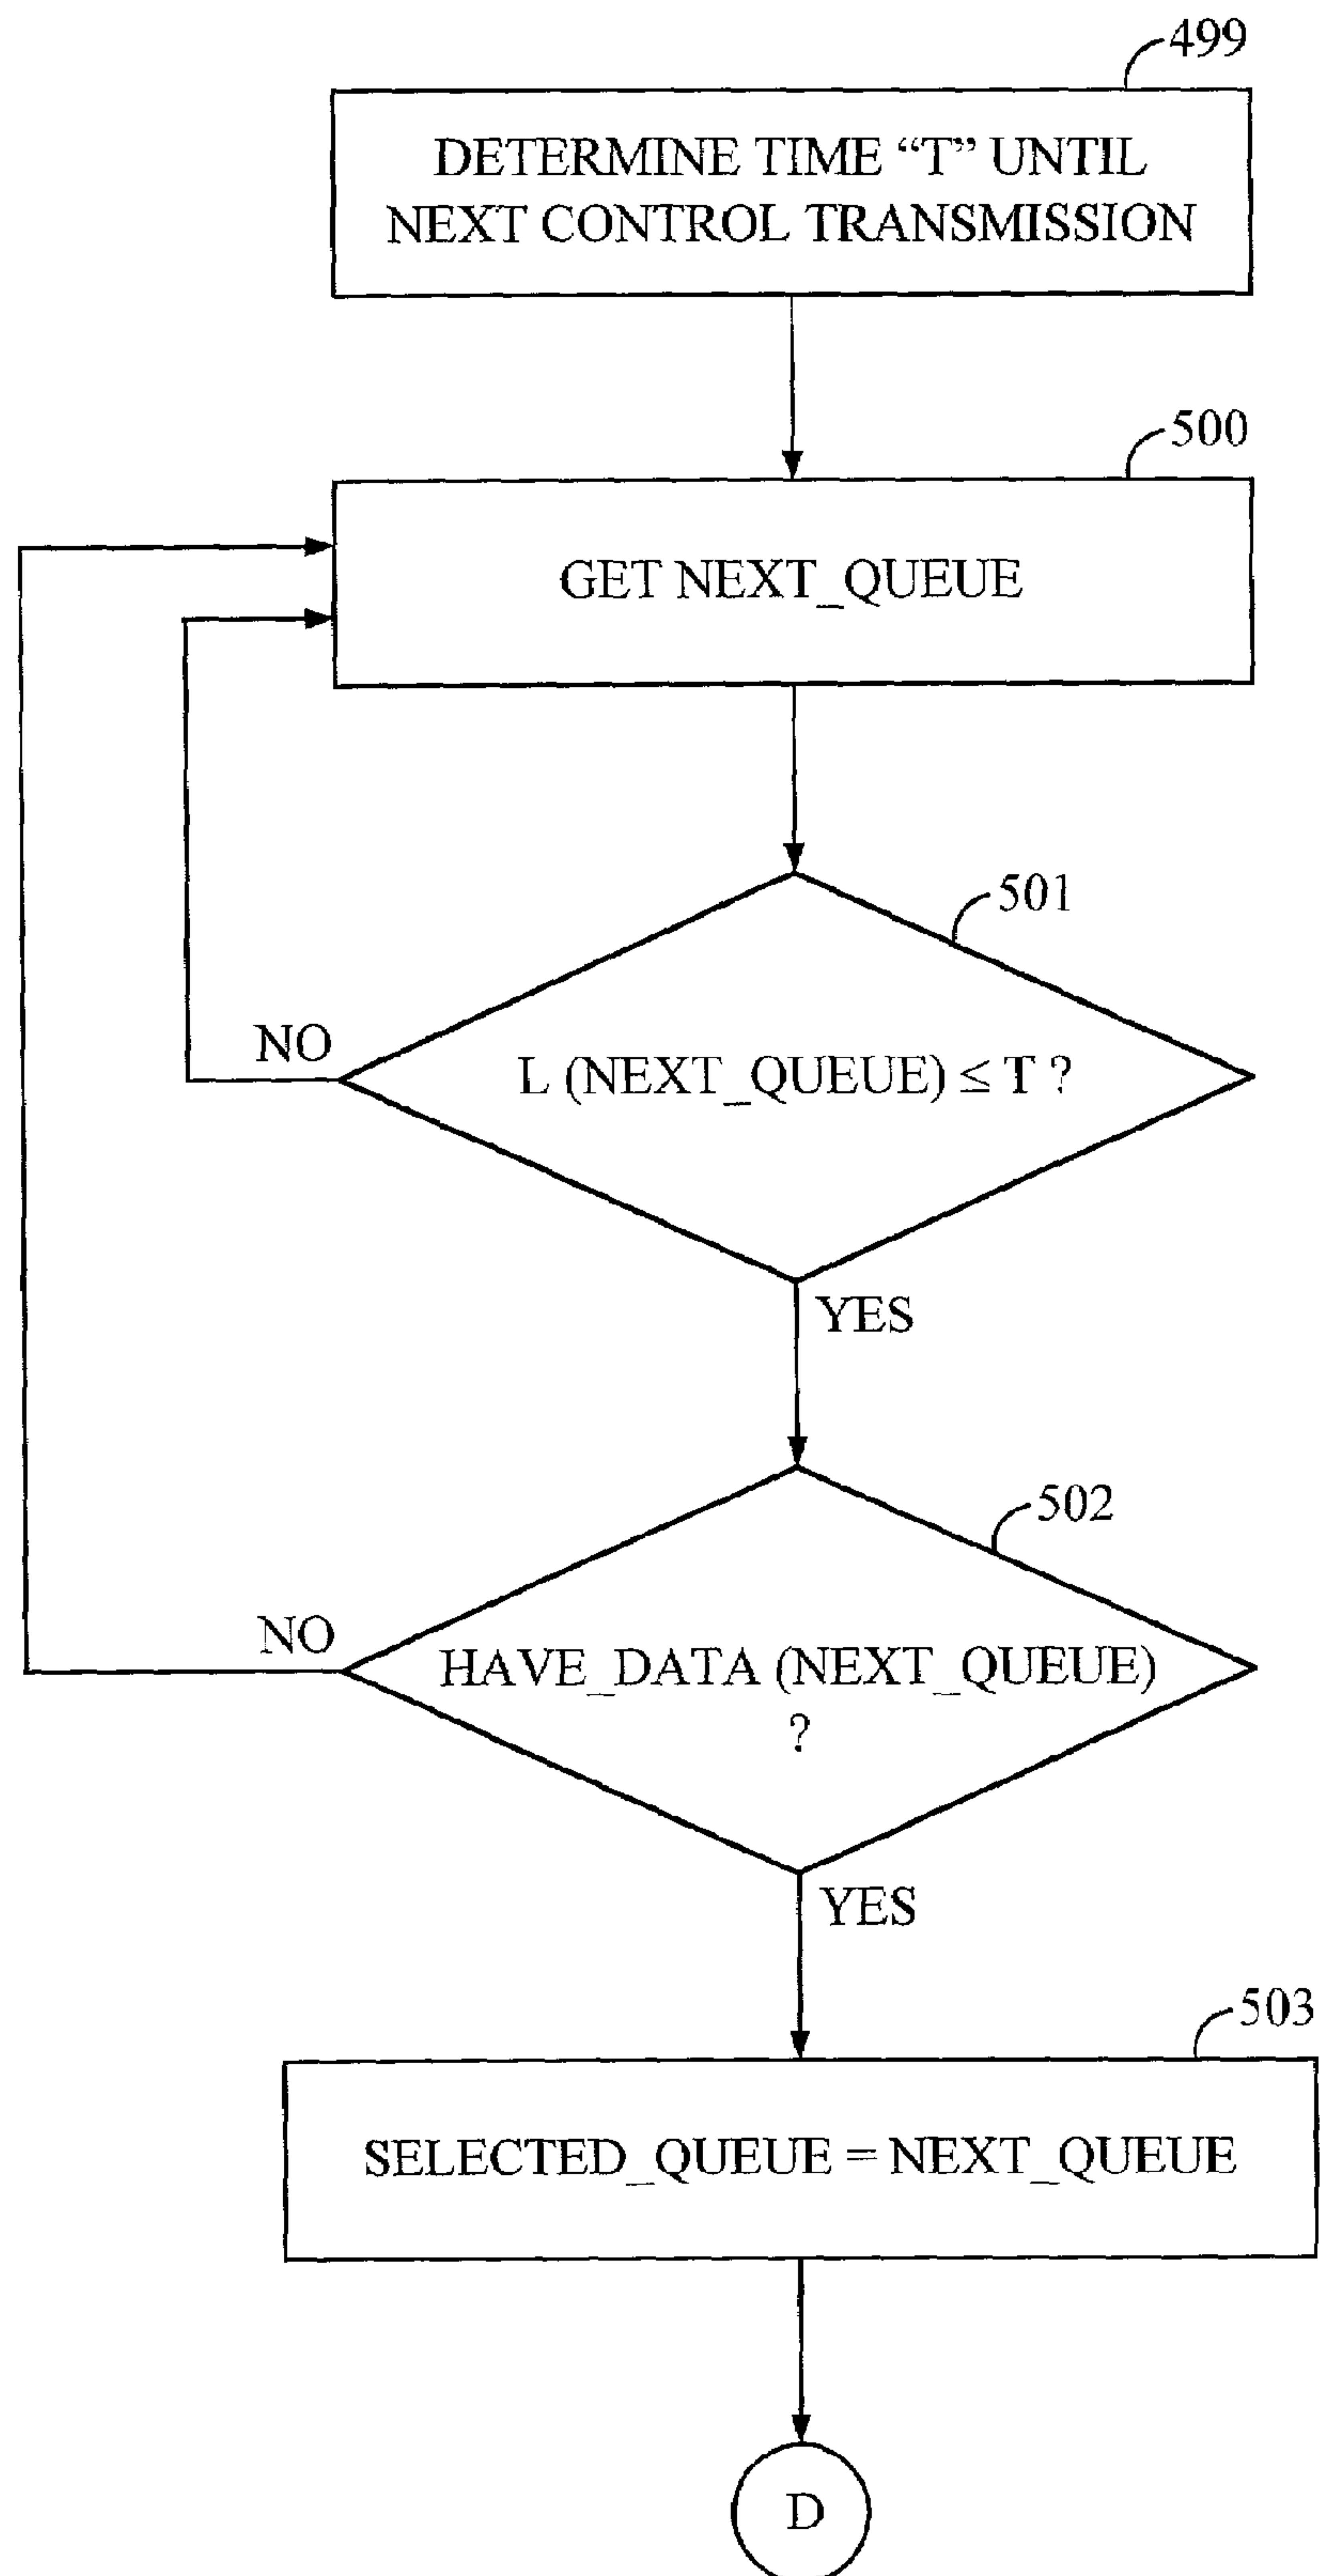 499
DETERMINE TIME “T” UNTIL
NEXT CONTROL TRANSMISSION
500
GET NEXT_QUEUE
501
NO
L (NEXT_QUEUE) ≤ T ?
YES
502
NO
HAVE_DATA (NEXT_QUEUE)
?
YES
503
SELECTED_QUEUE = NEXT_QUEUE
D